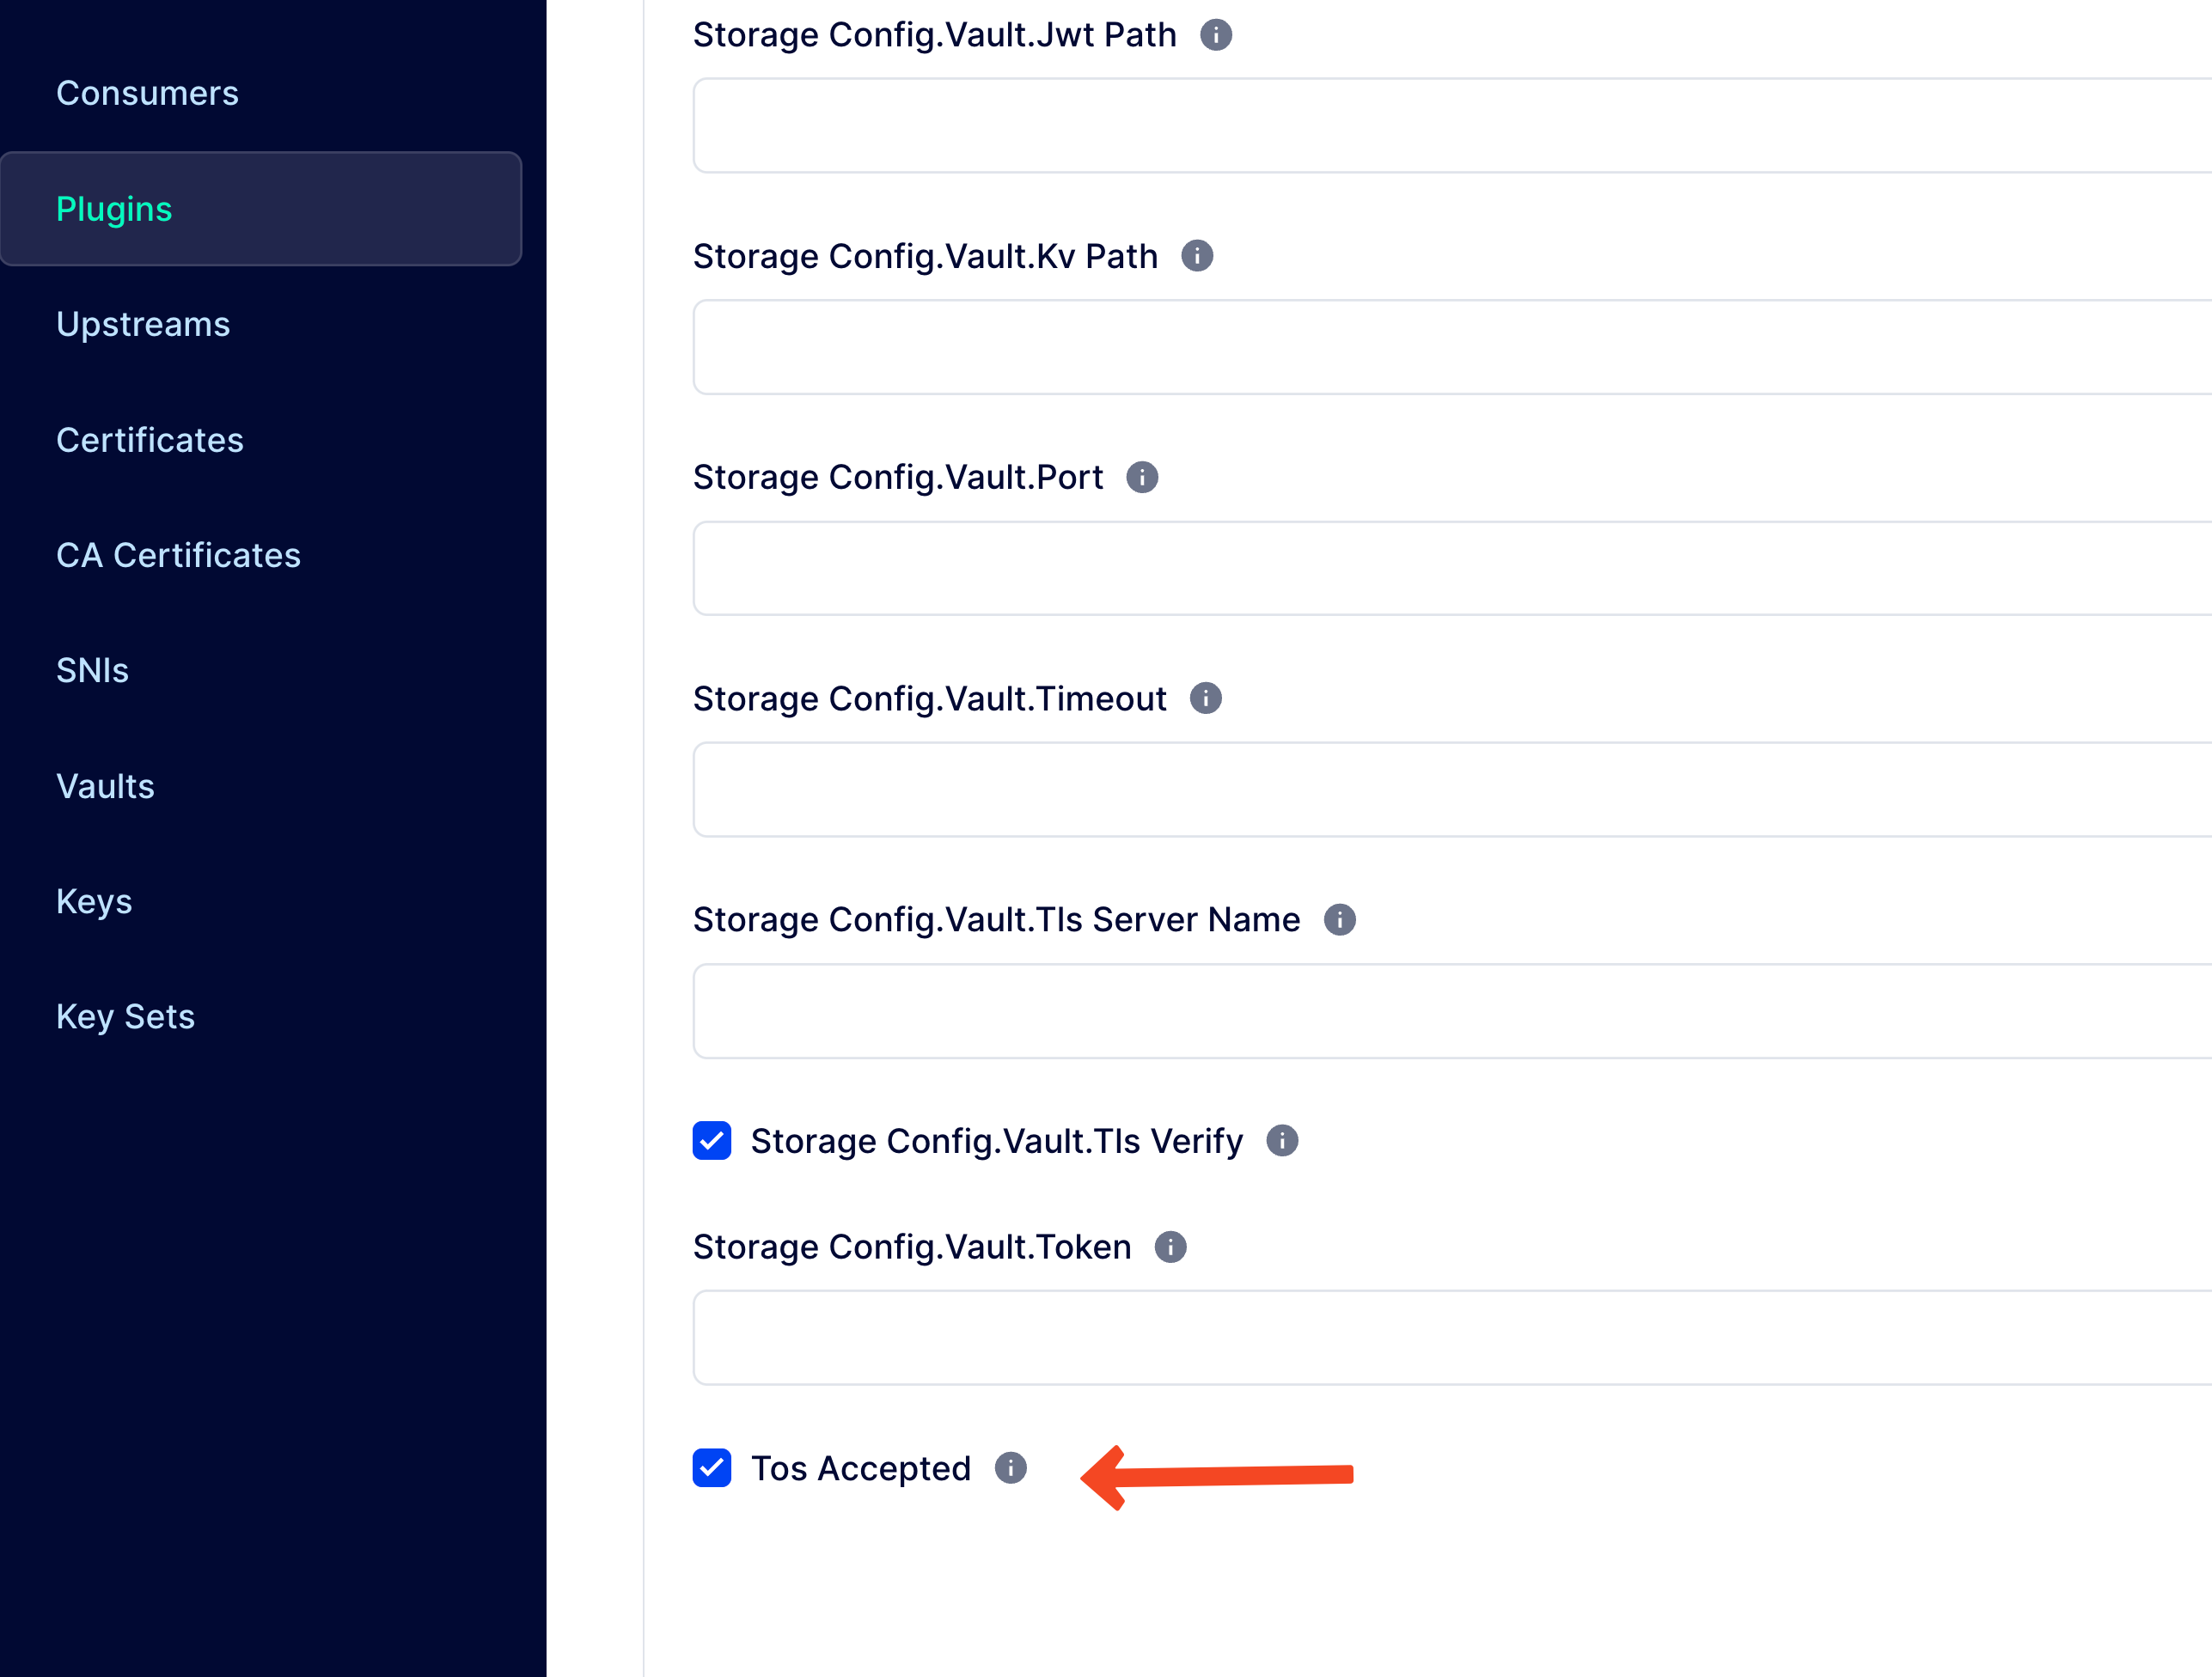 Consumers
Plugins
Upstreams
Certificates
CA Certificates
SNIs
Vaults
Keys
Key Sets
Storage Config.Vault.Jwt Path
Storage Config.Vault.Kv Path
Storage Config.Vault.Port
Storage Config.Vault.Timeout
Storage Config.Vault.Tls Server Name
Storage Config.Vault.Tls Verify
Storage Config.Vault.Token
Tos Accepted